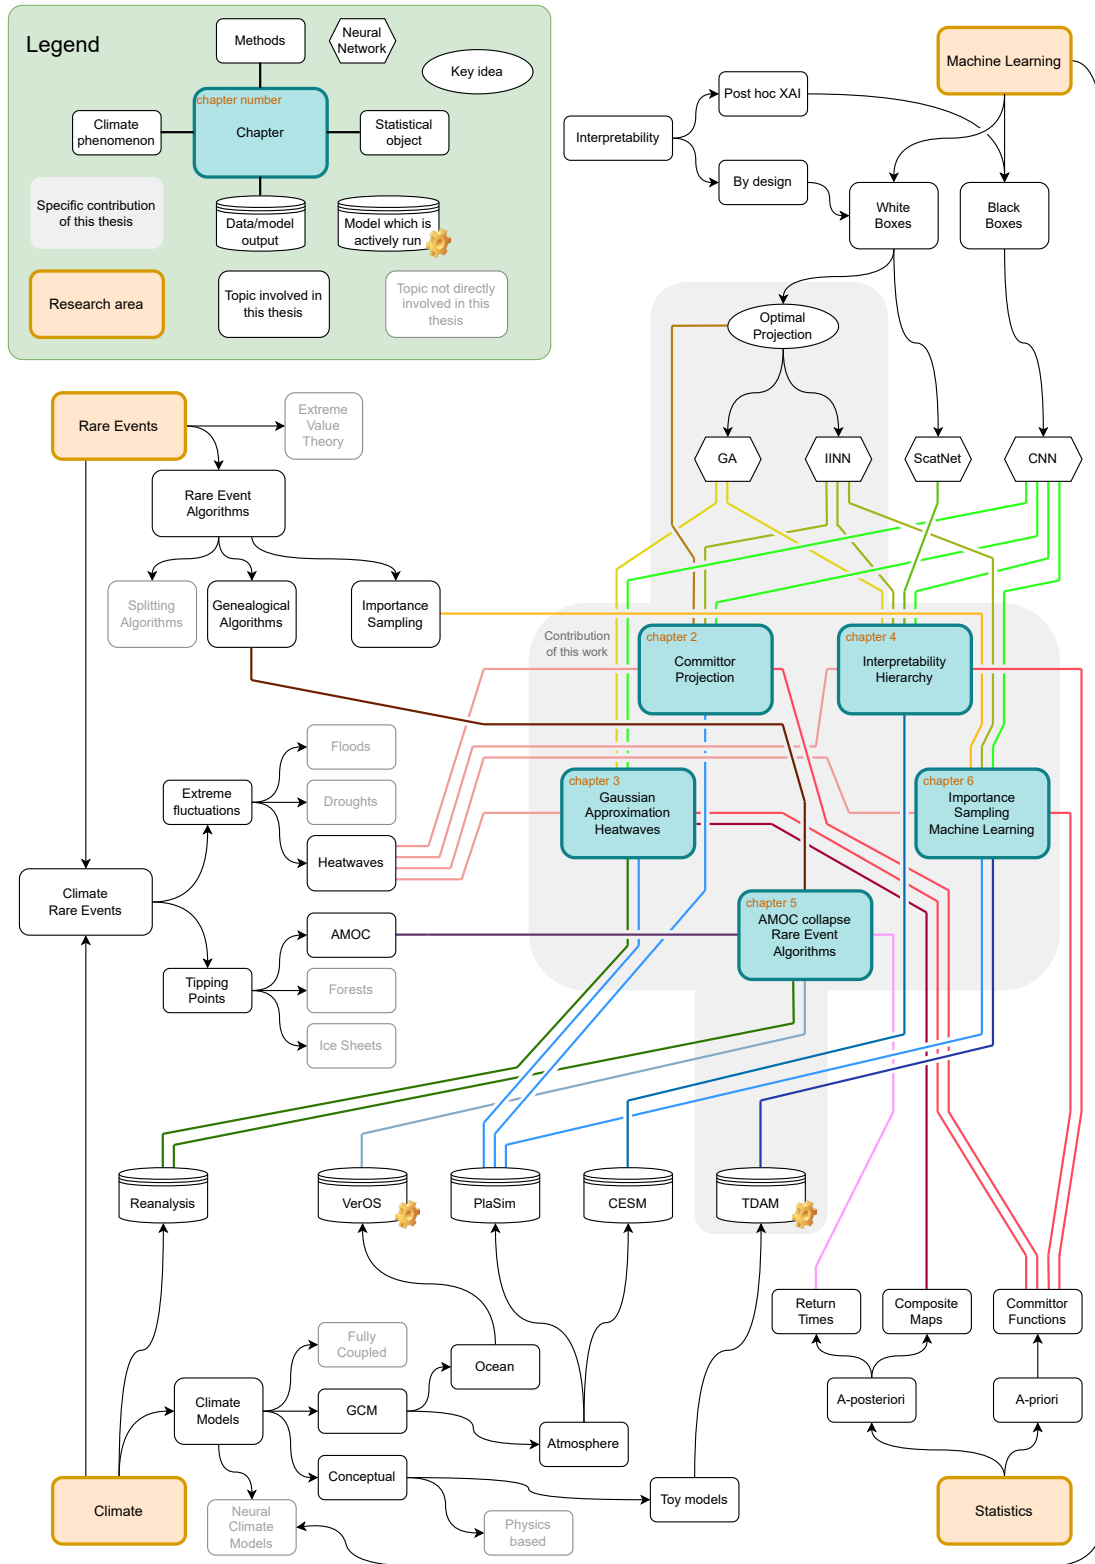 Legend
Methods
Neural
Network
Key idea
chapter number
Chapter
Climate
phenomenon
Statistical
object
Specific contribution
of this thesis
Data/model
output
Model which is
actively run
Research area
Topic involved in
this thesis
Topic not directly
involved in this
thesis
Machine Learning
Post hoc XAI
Interpretability
By design
White
Boxes
Black
Boxes
Optimal
Projection
Rare Events
Extreme
Value
Theory
GA
IINN
ScatNet
CNN
Rare Event
Algorithms
Splitting
Algorithms
Genealogical
Algorithms
Importance
Sampling
Contribution
of this work
chapter 2
Committor
Projection
chapter 4
Interpretability
Hierarchy
Floods
Extreme
fluctuations
Droughts
Heatwaves
chapter 3
Gaussian
Approximation
Heatwaves
chapter 6
Importance
Sampling
Machine Learning
Climate
Rare Events
chapter 5
AMOC collapse
Rare Event
Algorithms
AMOC
Tipping
Points
Forests
Ice Sheets
Reanalysis
VerOS
PlaSim
CESM
TDAM
Return
Times
Composite
Maps
Committor
Functions
Fully
Coupled
Ocean
Climate
Models
GCM
A-posteriori
A-priori
Atmosphere
Conceptual
Toy models
Climate
Neural
Climate
Models
Physics
based
Statistics